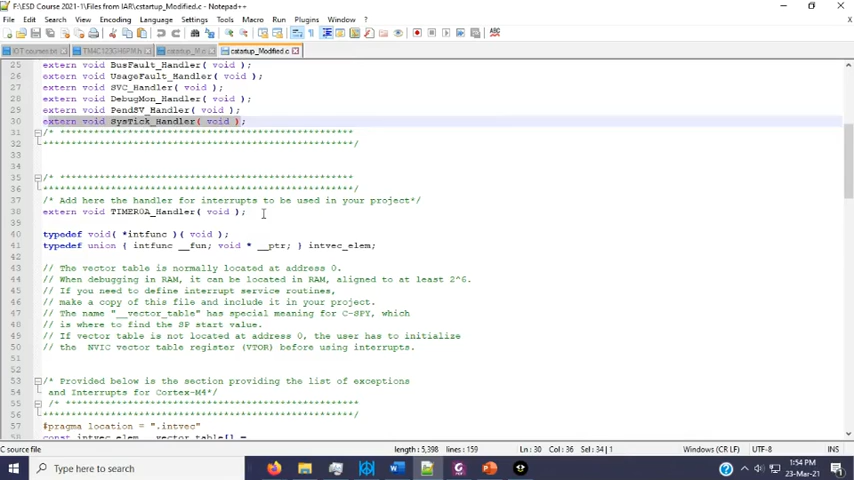 F:\ESD Course 2021-1\Files from IAR\cstartup_Modified.c - Notepad++
File Edit Search View Encoding Language Settings Tools Macro Run Plugins Window ?
X
IOT courses.txt TM4C123GH6PM.h cstartup_M.c cstartup_Modified.c
25 extern void BusFault_Handler( void );
26 extern void UsageFault_Handler( void );
27 extern void SVC_Handler( void );
28 extern void DebugMon_Handler( void );
29 extern void PendSV_Handler( void );
30 extern void SysTick_Handler( void );
31 /* ****************************************************
32 *******************************************************/
33
34
35 /* ****************************************************
36 *******************************************************/
37 /* Add here the handler for interrupts to be used in your project*/
38 extern void TIMER0A_Handler( void );
39
40 typedef void( *intfunc )( void );
41 typedef union { intfunc __fun; void * __ptr; } intvec_elem;
42
43 // The vector table is normally located at address 0.
44 // When debugging in RAM, it can be located in RAM, aligned to at least 2^6.
45 // If you need to define interrupt service routines,
46 // make a copy of this file and include it in your project.
47 // The name "__vector_table" has special meaning for C-SPY, which
48 // is where to find the SP start value.
49 // If vector table is not located at address 0, the user has to initialize
50 // the  NVIC vector table register (VTOR) before using interrupts.
51
52
53 /* Provided below is the section providing the list of exceptions
54 and Interrupts for Cortex-M4*/
55 /* ****************************************************
56 *******************************************************/
57 #pragma location = ".intvec"
58 const intvec_elem __vector_table[] =
C source file length : 5,398 lines : 159 Ln : 30 Col : 36 Sel : 34 | 1 Windows (CR LF) UTF-8 INS
Type here to search
1:54 PM
23-Mar-21